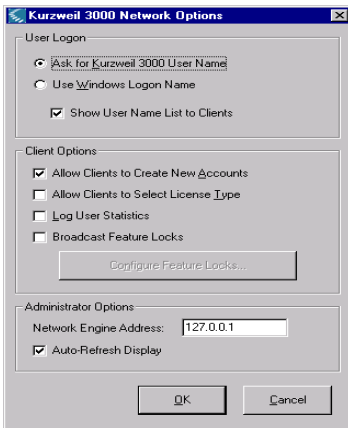 Kurzweil 3000 Network Options
User Logon
Ask for Kurzweil 3000 User Name
Use Windows Logon Name
Show User Name List to Clients
Client Options
Allow Clients to Create New Accounts
Allow Clients to Select License Type
Log User Statistics
Broadcast Feature Locks
Configure Feature Locks...
Administrator Options
Network Engine Address: 127.0.0.1
Auto-Refresh Display
OK Cancel